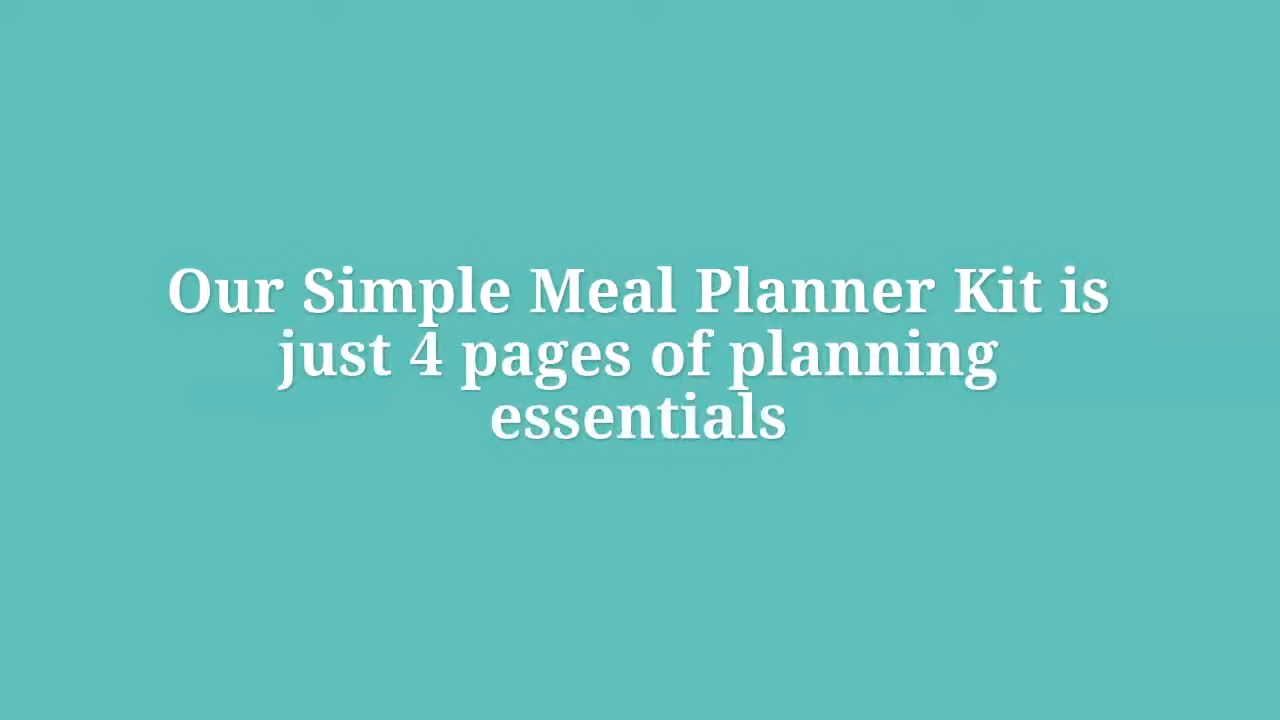 Our Simple Meal Planner Kit is
just 4 pages of planning
essentials